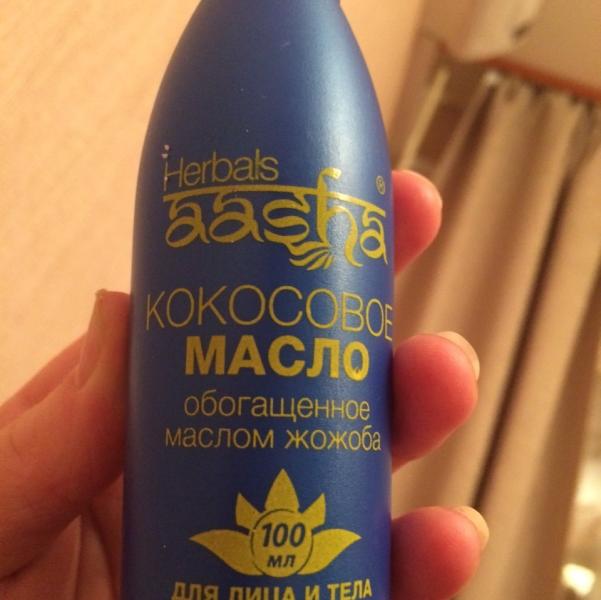 Herbals
aasha®
КОКОСОВОЕ
МАСЛО
обогащенное
маслом жожоба
100
мл
ДЛЯ ЛИЦА И ТЕЛА